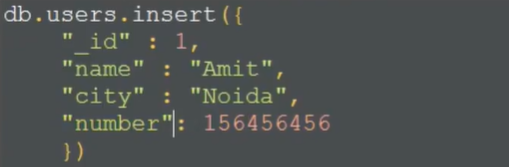 db.users.insert({
"_id" : 1,
"name" : "Amit",
"city" : "Noida",
"number": 156456456
})